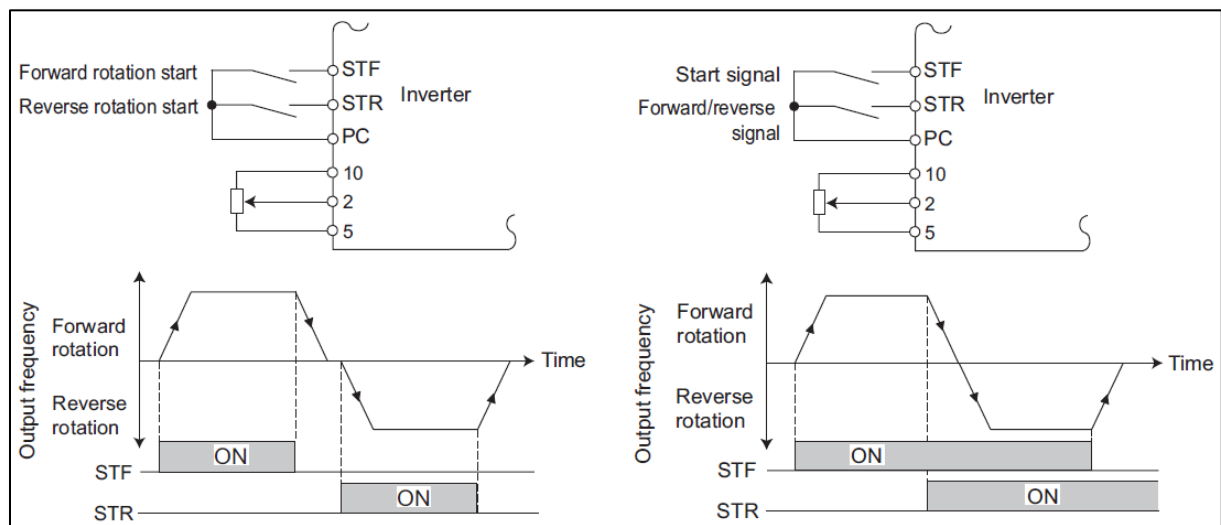 Forward rotation start
Reverse rotation start
STF
STR
PC
10
2
5
Inverter
Output frequency
Forward
rotation
Reverse
rotation
Time
ON
STF
ON
STR
Start signal
Forward/reverse
signal
STF
STR
PC
10
2
5
Inverter
Output frequency
Forward
rotation
Reverse
rotation
Time
ON
STF
ON
STR